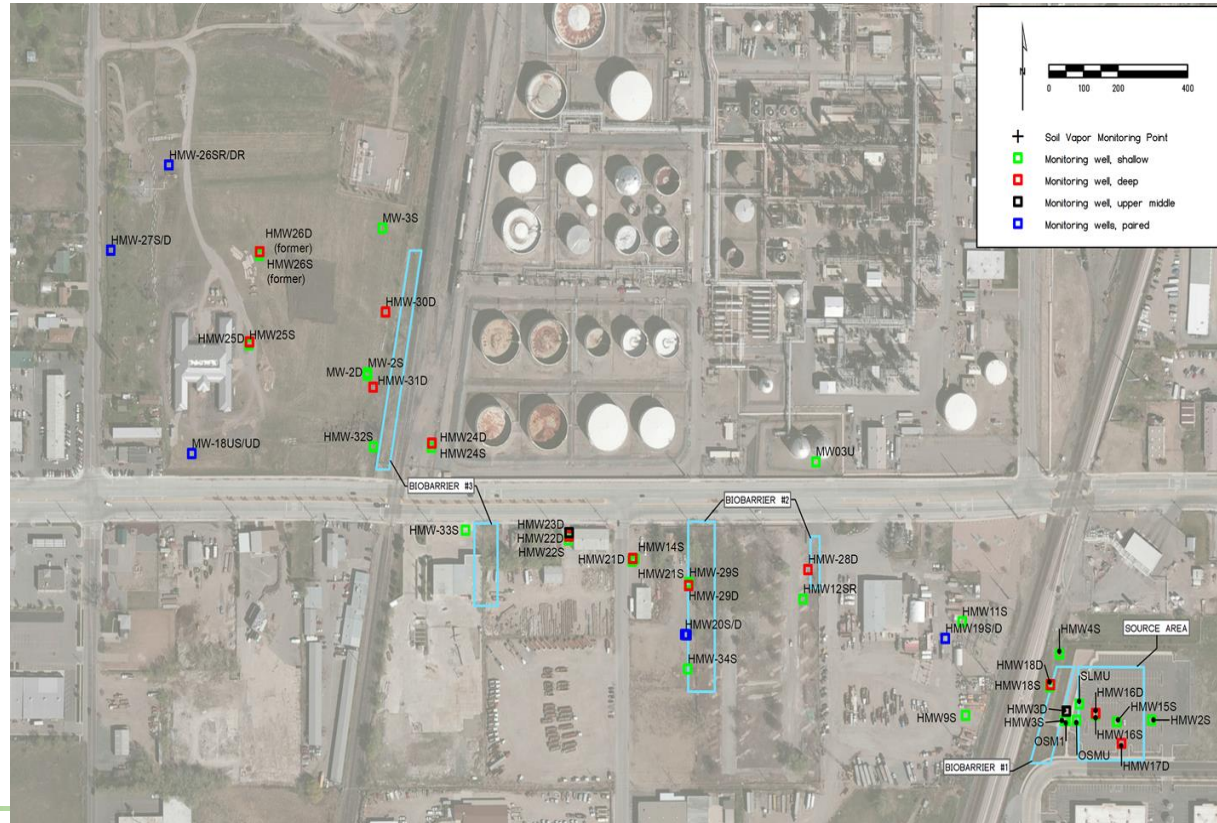 N
0 100 200 400
Soil Vapor Monitoring Point
Monitoring well, shallow
Monitoring well, deep
Monitoring well, upper middle
Monitoring wells, paired
HMW-26SR/DR
HMW-27S/D
HMW26D
(former)
HMW26S
(former)
MW-3S
HMW-30D
HMW25D
HMW25S
MW-2S
MW-2D
HMW-31D
HMW-32S
HMW24D
HMW24S
MW-18US/UD
MW03U
BIOBARRIER #3
BIOBARRIER #2
HMW-33S
HMW23D
HMW22D
HMW22S
HMW14S
HMW21D
HMW21S
HMW-29S
HMW-29D
HMW-28D
HMW12SR
HMW20S/D
HMW-34S
HMW11S
HMW19S/D
HMW4S
SOURCE AREA
HMW18D
HMW18S
SLMU
HMW16D
HMW3D
HMW15S
HMW9S
HMW3S
HMW2S
HMW16S
OSM1
OSMU
HMW17D
BIOBARRIER #1